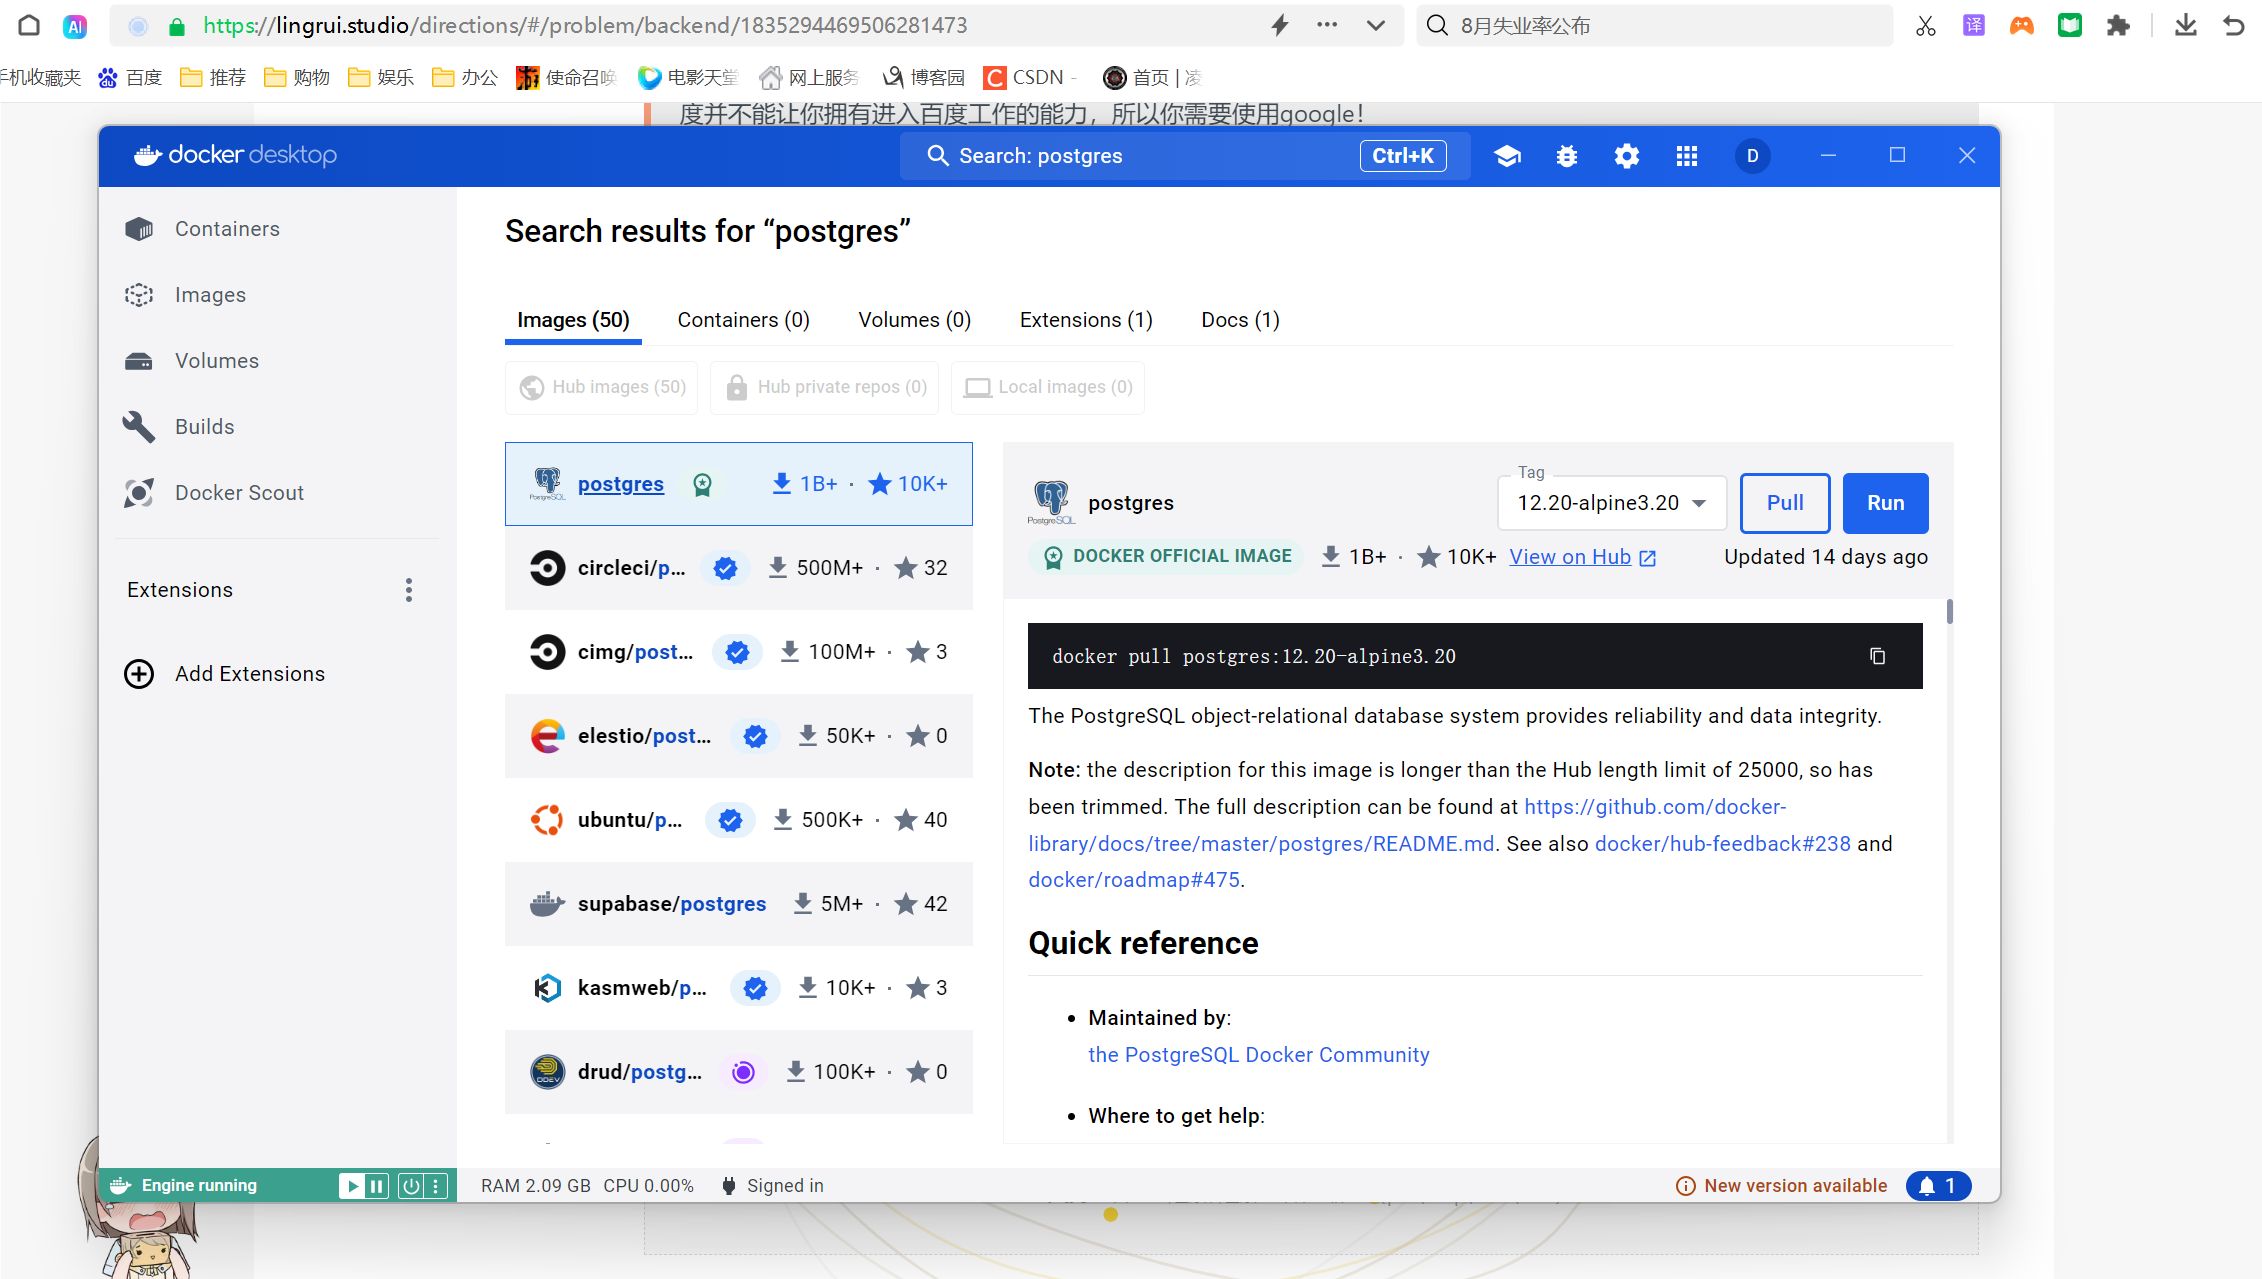 https://lingrui.studio/directions/#/problem/backend/1835294469506281473
8月失业率公布
手机收藏夹 百度 推荐 购物 娱乐 办公 使命召唤 电影天堂 网上服务 博客园 CSDN - 首页 | 凌
度并不能让你拥有进入百度工作的能力，所以你需要使用google！
docker desktop
Search: postgres Ctrl+K
D
Containers
Images
Volumes
Builds
Docker Scout
Extensions
Add Extensions
Search results for “postgres”
Images (50) Containers (0) Volumes (0) Extensions (1) Docs (1)
Hub images (50) Hub private repos (0) Local images (0)
postgres 1B+ · 10K+
circleci/p... 500M+ · 32
cimg/post... 100M+ · 3
elestio/post... 50K+ · 0
ubuntu/p... 500K+ · 40
supabase/postgres 5M+ · 42
kasmweb/p... 10K+ · 3
drud/postg... 100K+ · 0
postgres
Tag
12.20-alpine3.20
Pull
Run
DOCKER OFFICIAL IMAGE 1B+ · 10K+ View on Hub Updated 14 days ago
docker pull postgres:12.20-alpine3.20
The PostgreSQL object-relational database system provides reliability and data integrity.
Note: the description for this image is longer than the Hub length limit of 25000, so has
been trimmed. The full description can be found at https://github.com/docker-
library/docs/tree/master/postgres/README.md. See also docker/hub-feedback#238 and
docker/roadmap#475.
Quick reference
• Maintained by:
the PostgreSQL Docker Community
• Where to get help:
Engine running
RAM 2.09 GB CPU 0.00% Signed in
New version available 1